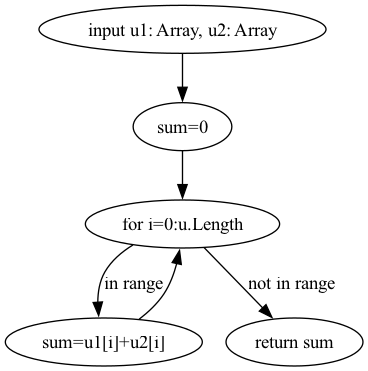 input u1: Array, u2: Array
sum=0
for i=0:u.Length
in range
not in range
sum=u1[i]+u2[i]
return sum